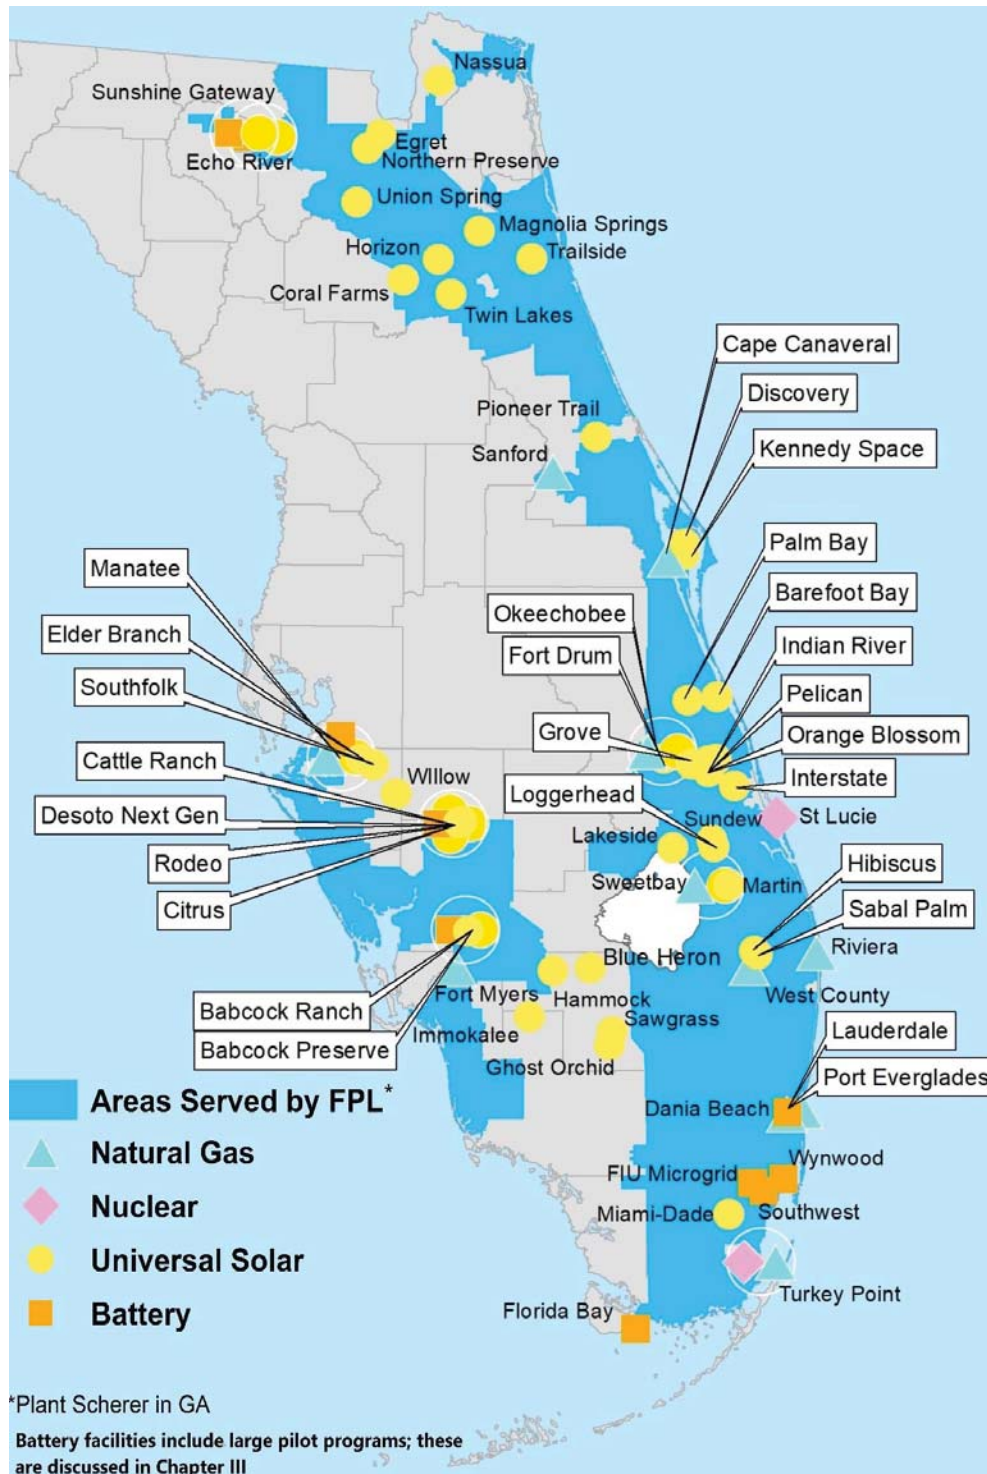 Nassua
Sunshine Gateway
Egret
Echo River
Northern Preserve
Union Spring
Magnolia Springs
Horizon
Trailside
Coral Farms
Twin Lakes
Cape Canaveral
Discovery
Pioneer Trail
Kennedy Space
Sanford
Palm Bay
Manatee
Barefoot Bay
Okeechobee
Elder Branch
Indian River
Fort Drum
Southfolk
Pelican
Grove
Orange Blossom
Cattle Ranch
WIllow
Interstate
Loggerhead
Desoto Next Gen
Sundew
St Lucie
Lakeside
Rodeo
Hibiscus
Sweetbay
Martin
Citrus
Sabal Palm
Riviera
Blue Heron
Fort Myers
West County
Babcock Ranch
Hammock
Sawgrass
Immokalee
Lauderdale
Babcock Preserve
Ghost Orchid
Port Everglades
Areas Served by FPL*
Dania Beach
Natural Gas
Wynwood
FIU Microgrid
Nuclear
Miami-Dade
Southwest
Universal Solar
Turkey Point
Battery
Florida Bay
*Plant Scherer in GA
Battery facilities include large pilot programs; these
are discussed in Chapter III